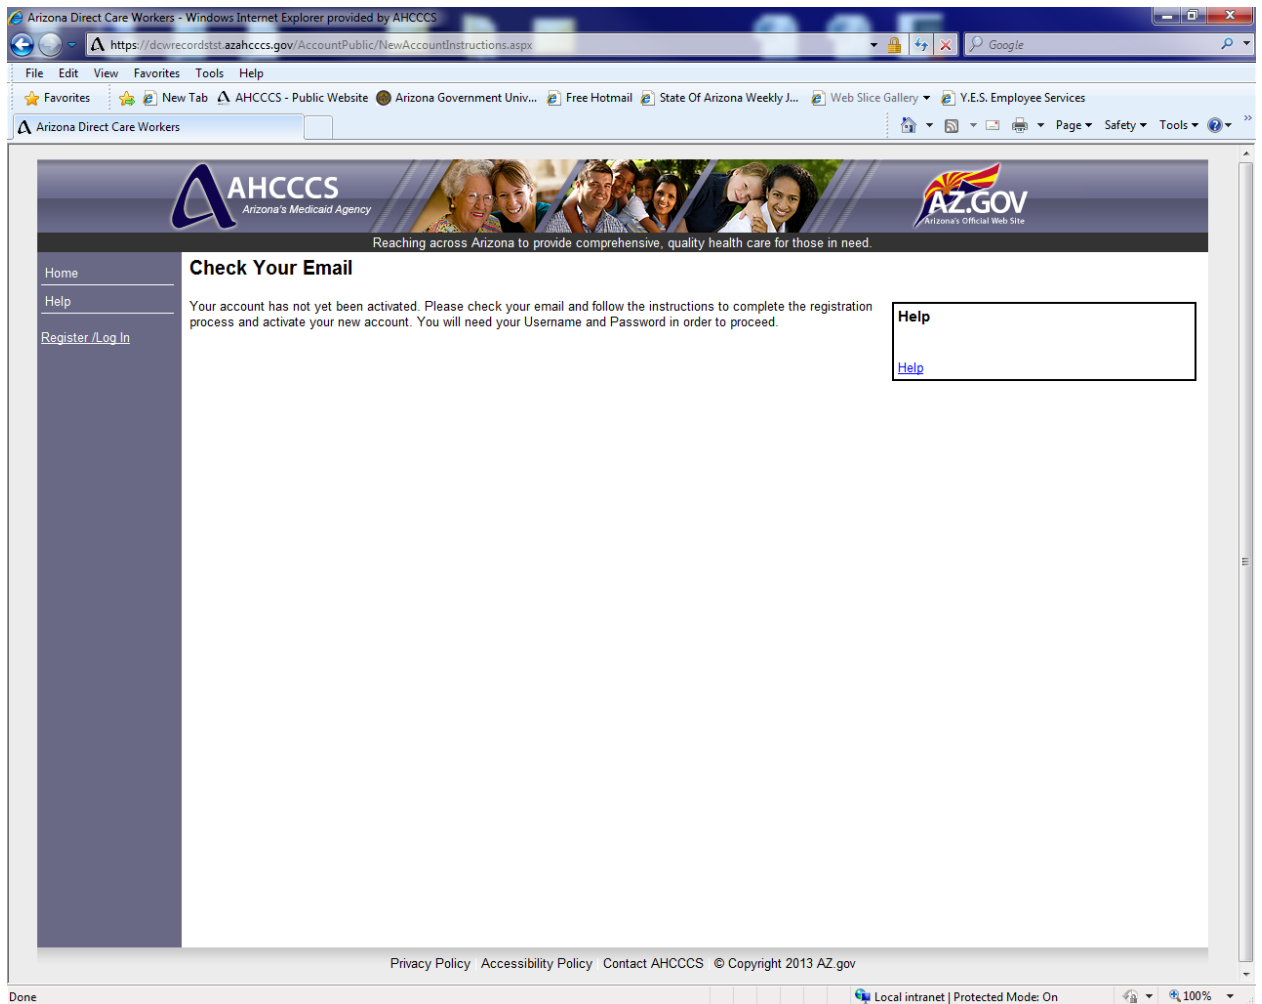 Arizona Direct Care Workers - Windows Internet Explorer provided by AHCCCS
https://dcwrecordstst.azahcccs.gov/AccountPublic/NewAccountInstructions.aspx
Google
File Edit View Favorites Tools Help
Favorites New Tab AHCCCS - Public Website Arizona Government Univ... Free Hotmail State Of Arizona Weekly J... Web Slice Gallery Y.E.S. Employee Services
Arizona Direct Care Workers
Page Safety Tools
AHCCCS
Arizona's Medicaid Agency
AZ.GOV
Arizona's Official Web Site
Reaching across Arizona to provide comprehensive, quality health care for those in need.
Home
Help
Register /Log In
Check Your Email
Your account has not yet been activated. Please check your email and follow the instructions to complete the registration
process and activate your new account. You will need your Username and Password in order to proceed.
Help
Help
Privacy Policy Accessibility Policy Contact AHCCCS © Copyright 2013 AZ.gov
Done
Local intranet | Protected Mode: On
100%